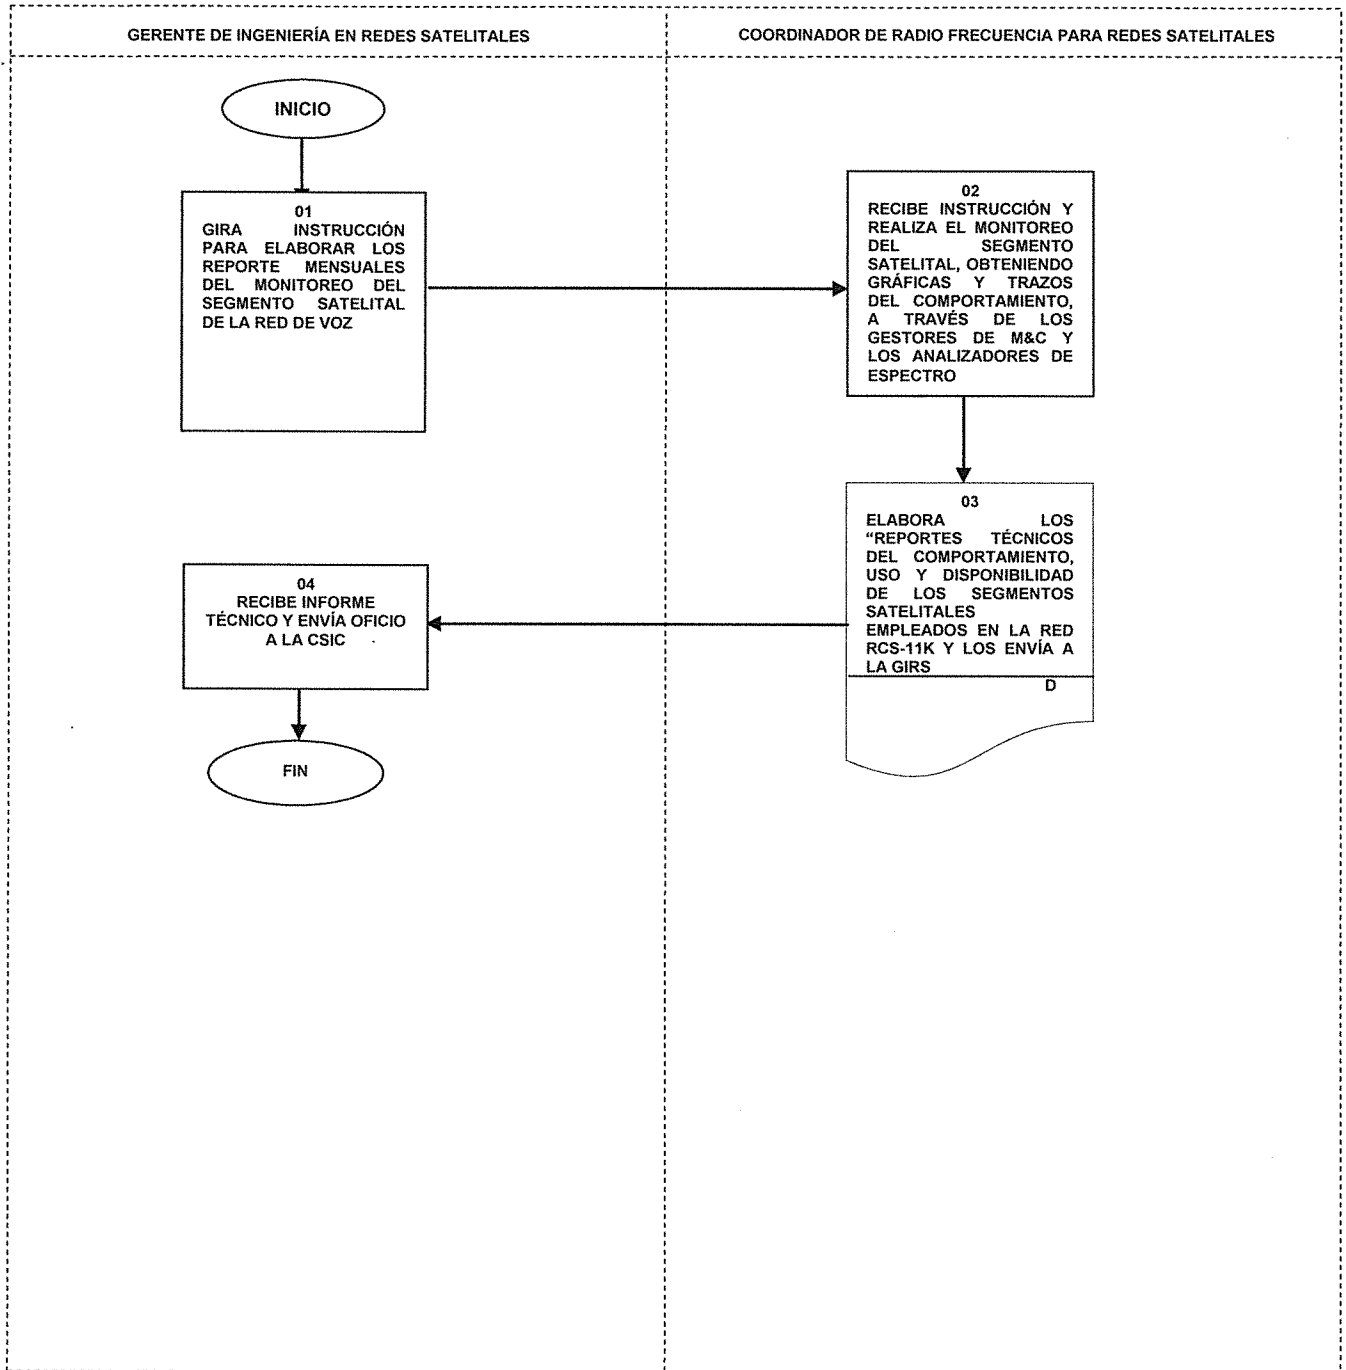 GERENTE DE INGENIERÍA EN REDES SATELITALES
COORDINADOR DE RADIO FRECUENCIA PARA REDES SATELITALES
INICIO
01
GIRA INSTRUCCIÓN
PARA ELABORAR LOS
REPORTE MENSUALES
DEL MONITOREO DEL
SEGMENTO SATELITAL
DE LA RED DE VOZ
02
RECIBE INSTRUCCIÓN Y
REALIZA EL MONITOREO
DEL SEGMENTO
SATELITAL, OBTENIENDO
GRÁFICAS Y TRAZOS
DEL COMPORTAMIENTO,
A TRAVÉS DE LOS
GESTORES DE M&C Y
LOS ANALIZADORES DE
ESPECTRO
03
ELABORA LOS
“REPORTES TÉCNICOS
DEL COMPORTAMIENTO,
USO Y DISPONIBILIDAD
DE LOS SEGMENTOS
SATELITALES
EMPLEADOS EN LA RED
RCS-11K Y LOS ENVÍA A
LA GIRS
D
04
RECIBE INFORME
TÉCNICO Y ENVÍA OFICIO
A LA CSIC
FIN